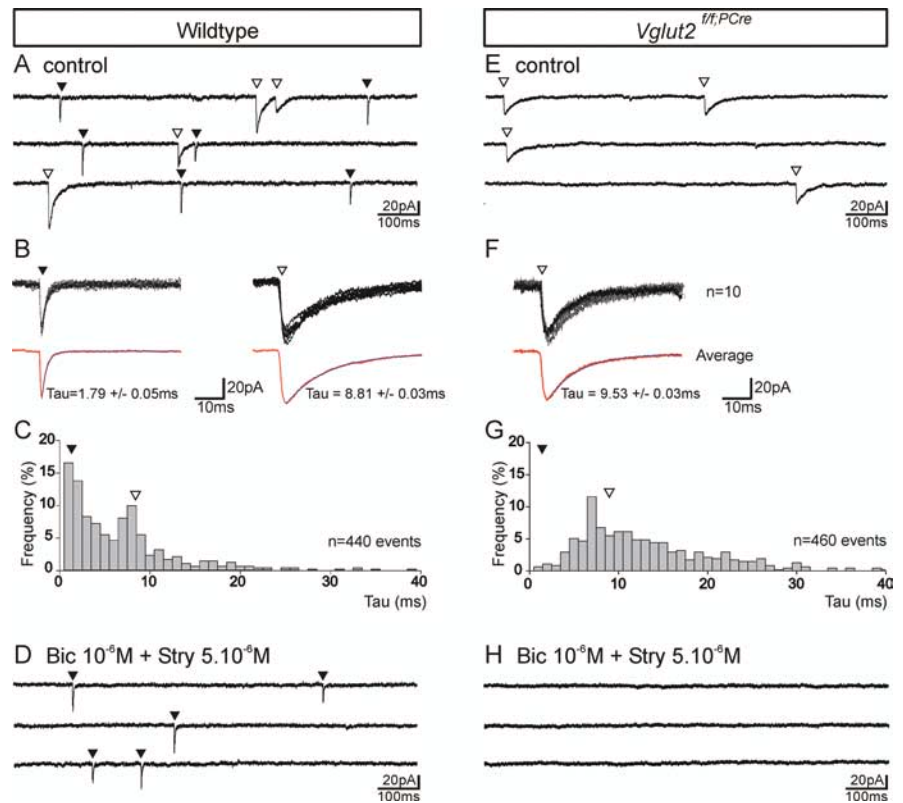 Wildtype
Vglut2 f/f;PCre
A control
20pA
100ms
E control
20pA
100ms
B
Tau=1.79 +/- 0.05ms
20pA
10ms
Tau = 8.81 +/- 0.03ms
F
n=10
Average
Tau = 9.53 +/- 0.03ms
20pA
10ms
C
Frequency (%)
20
15
10
5
0
0 10 20 30 40
n=440 events
Tau (ms)
G
Frequency (%)
20
15
10
5
0
0 10 20 30 40
n=460 events
Tau (ms)
D Bic 10⁻⁶M + Stry 5.10⁻⁶M
20pA
100ms
H Bic 10⁻⁶M + Stry 5.10⁻⁶M
20pA
100ms